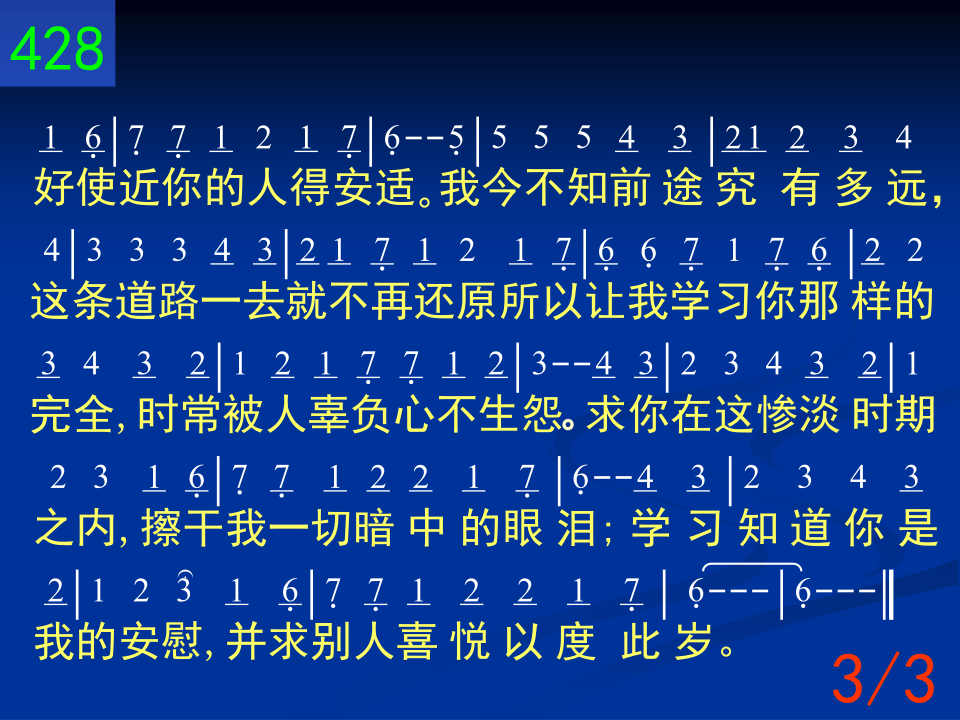 428
1 6̣|7̣ 7̣ 1 2 1 7̣|6̣--5̣|5 5 5 4 3|21 2 3 4
好使近你的人得安适。我今不知前途究有多远，
4|3 3 3 4 3|2 1 7̣ 1 2 1 7̣|6̣ 6̣ 7̣ 1 7̣ 6̣|2 2
这条道路一去就不再还原所以让我学习你那样的
3 4 3 2|1 2 1 7̣ 7̣ 1 2|3--4 3|2 3 4 3 2|1
完全,时常被人辜负心不生怨。求你在这惨淡时期
2 3 1 6̣|7̣ 7̣ 1 2 2 1 7̣|6̣--4 3|2 3 4 3
之内,擦干我一切暗中的眼泪;学习知道你是
2|1 2 3 1 6̣|7̣ 7̣ 1 2 2 1 7̣|6̣---|6̣---‖
我的安慰,并求别人喜悦以度此岁。
3/3